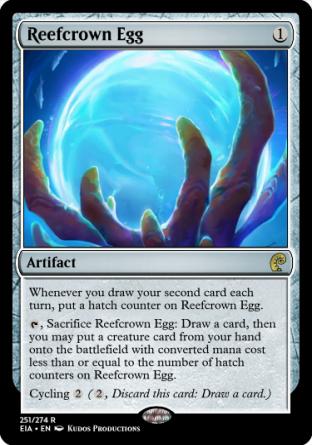 Reefcrown Egg 1
Artifact
Whenever you draw your second card each
turn, put a hatch counter on Reefcrown Egg.
, Sacrifice Reefcrown Egg: Draw a card, then
you may put a creature card from your hand
onto the battlefield with converted mana cost
less than or equal to the number of hatch
counters on Reefcrown Egg.
Cycling 2 ( 2, Discard this card: Draw a card.)
251/274 R
EIA • EN Kudos Productions